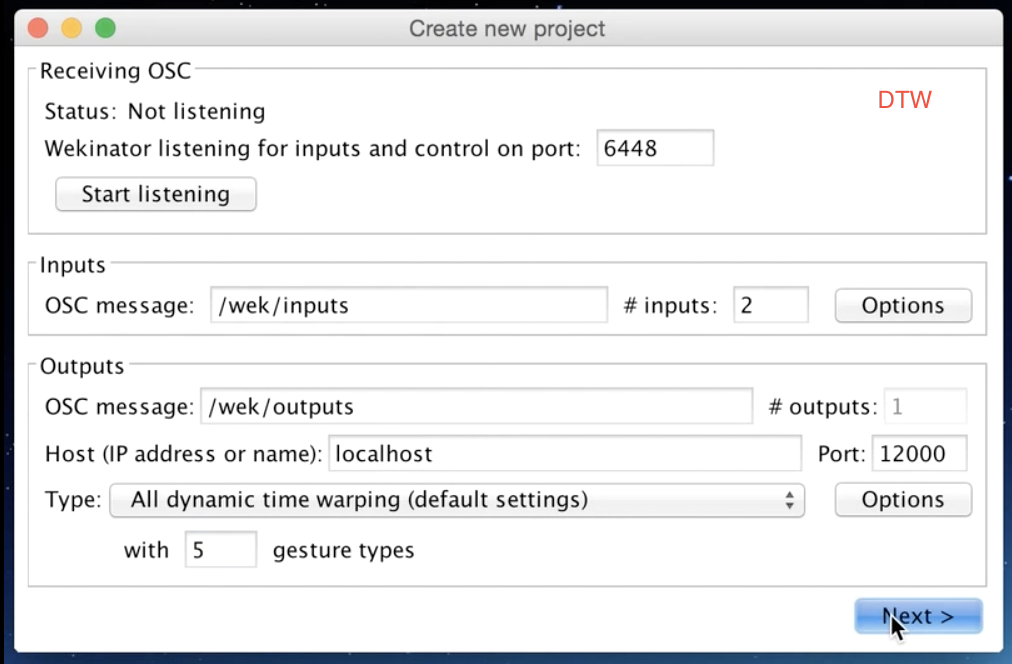 Create new project
Receiving OSC
DTW
Status: Not listening
Wekinator listening for inputs and control on port: 6448
Start listening
Inputs
OSC message: /wek/inputs # inputs: 2 Options
Outputs
OSC message: /wek/outputs # outputs: 1
Host (IP address or name): localhost Port: 12000
Type: All dynamic time warping (default settings) Options
with 5 gesture types
Next >